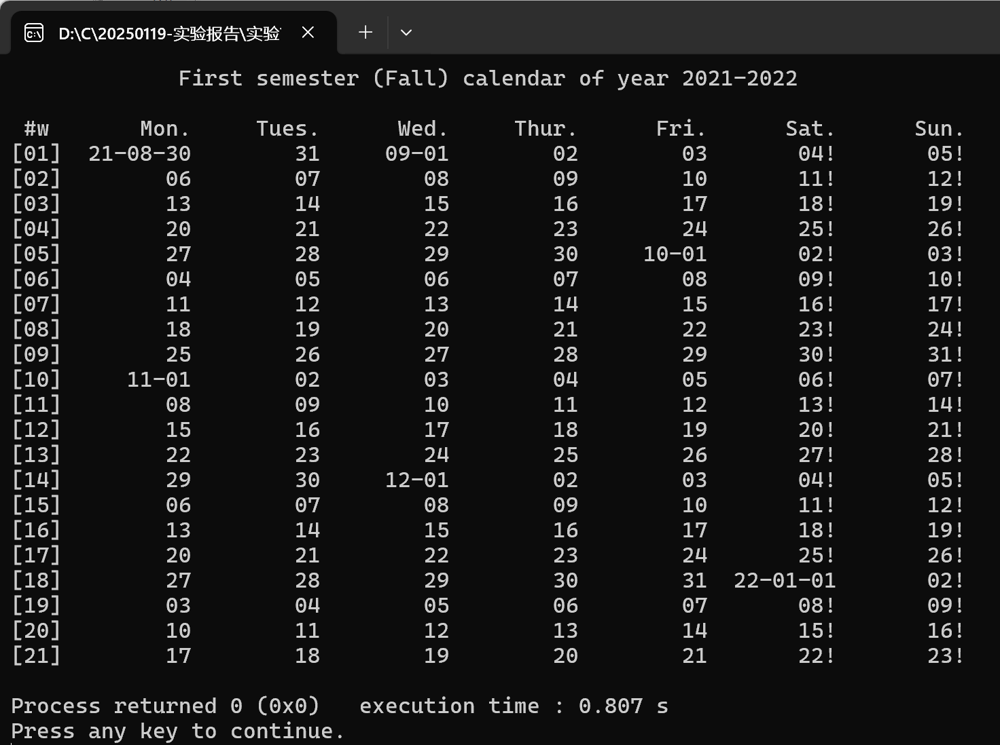 D:\C\20250119-实验报告\实验
First semester (Fall) calendar of year 2021-2022
#w Mon. Tues. Wed. Thur. Fri. Sat. Sun.
[01] 21-08-30 31 09-01 02 03 04! 05!
[02] 06 07 08 09 10 11! 12!
[03] 13 14 15 16 17 18! 19!
[04] 20 21 22 23 24 25! 26!
[05] 27 28 29 30 10-01 02! 03!
[06] 04 05 06 07 08 09! 10!
[07] 11 12 13 14 15 16! 17!
[08] 18 19 20 21 22 23! 24!
[09] 25 26 27 28 29 30! 31!
[10] 11-01 02 03 04 05 06! 07!
[11] 08 09 10 11 12 13! 14!
[12] 15 16 17 18 19 20! 21!
[13] 22 23 24 25 26 27! 28!
[14] 29 30 12-01 02 03 04! 05!
[15] 06 07 08 09 10 11! 12!
[16] 13 14 15 16 17 18! 19!
[17] 20 21 22 23 24 25! 26!
[18] 27 28 29 30 31 22-01-01 02!
[19] 03 04 05 06 07 08! 09!
[20] 10 11 12 13 14 15! 16!
[21] 17 18 19 20 21 22! 23!
Process returned 0 (0x0) execution time : 0.807 s
Press any key to continue.